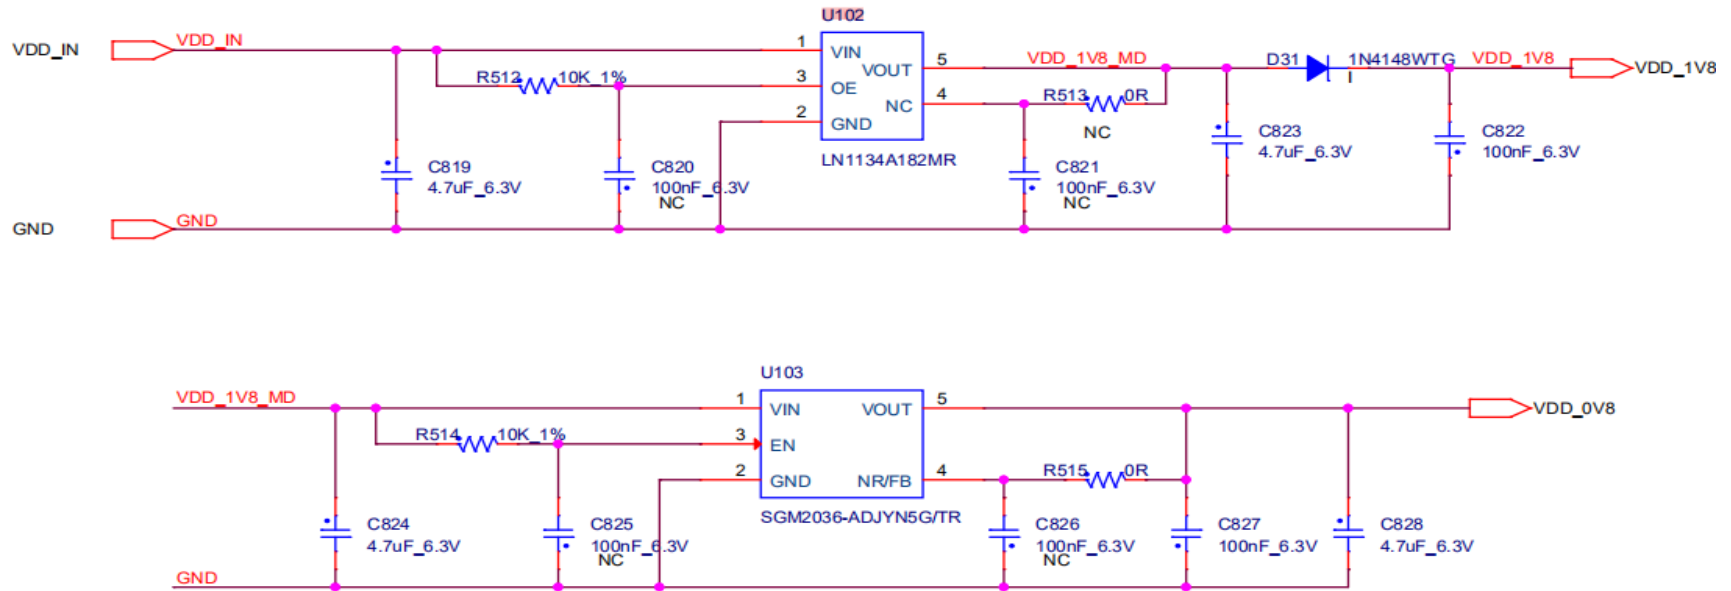 U102
VDD_IN
VDD_IN
1
VIN
VOUT
5
VDD_1V8_MD
D31
1N4148WTG
VDD_1V8
VDD_1V8
R512
10K_1%
3
OE
NC
4
R513
0R
NC
2
GND
LN1134A182MR
C819
4.7uF_6.3V
C820
100nF_6.3V
NC
C821
100nF_6.3V
NC
C823
4.7uF_6.3V
C822
100nF_6.3V
GND
GND
U103
VDD_1V8_MD
1
VIN
VOUT
5
VDD_0V8
R514
10K_1%
3
EN
2
GND
NR/FB
4
R515
0R
SGM2036-ADJYN5G/TR
C824
4.7uF_6.3V
C825
100nF_6.3V
NC
C826
100nF_6.3V
NC
C827
100nF_6.3V
C828
4.7uF_6.3V
GND